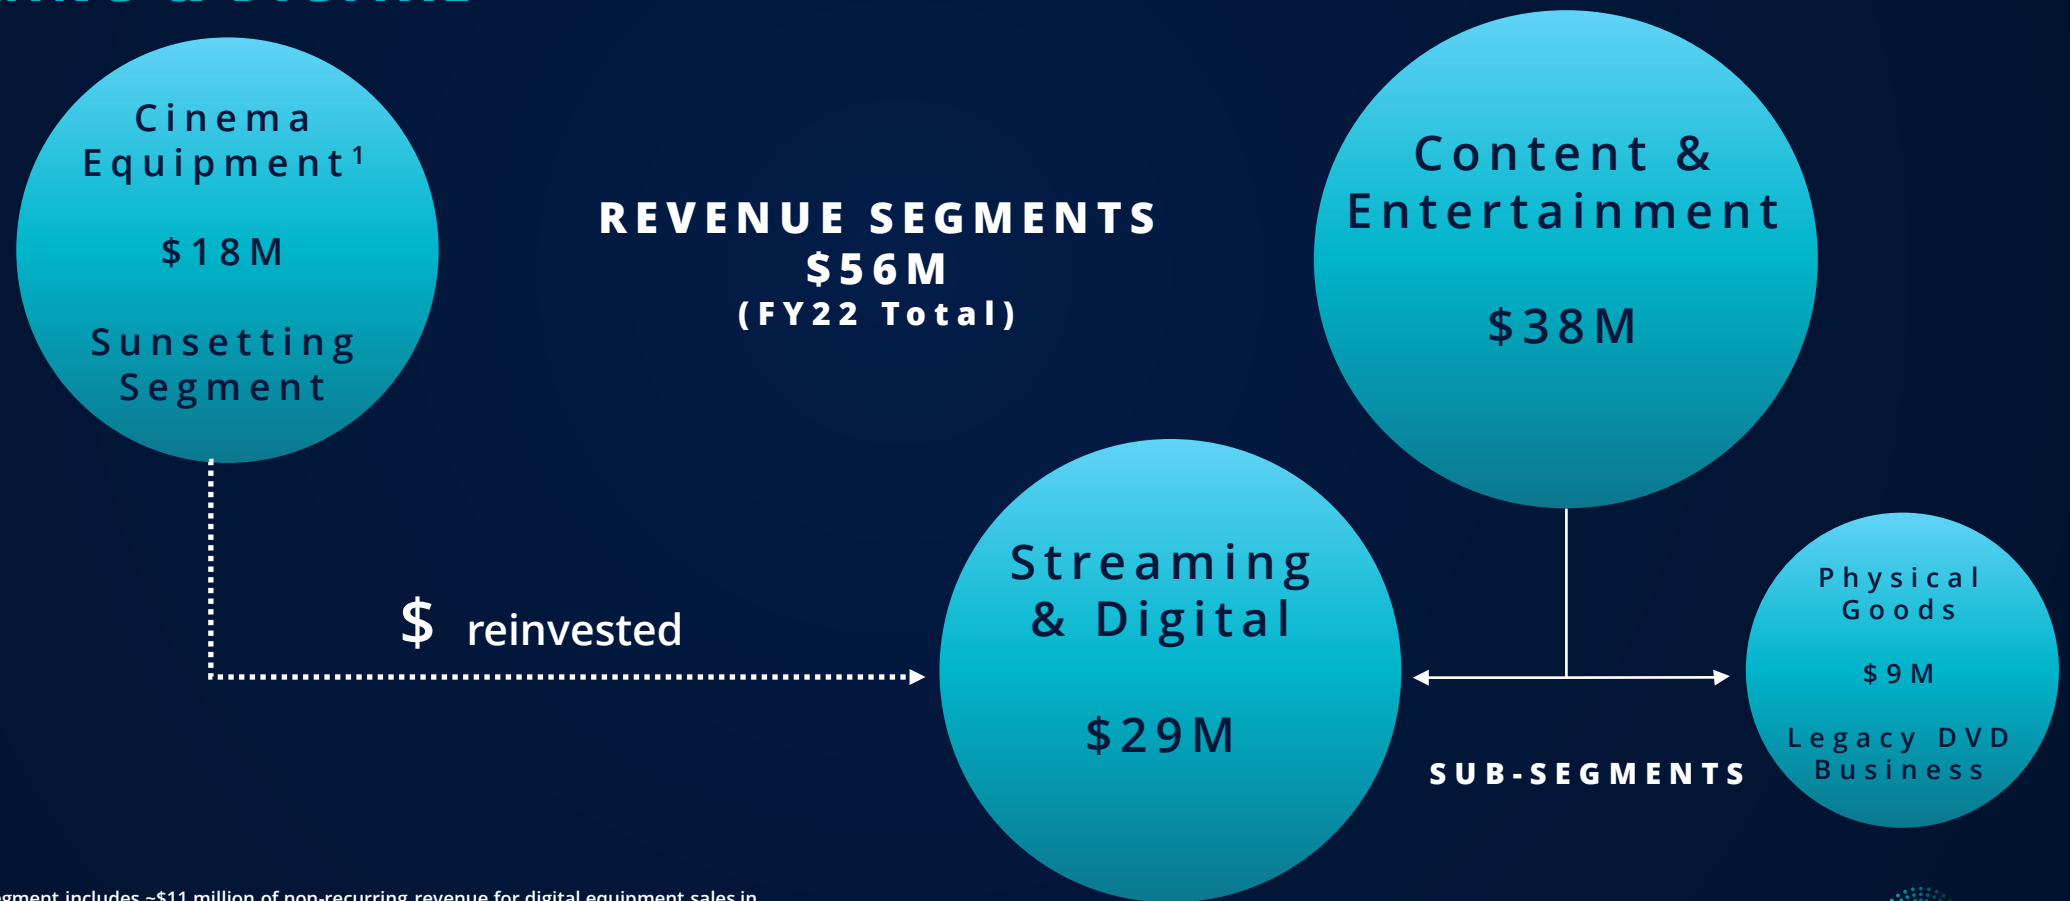 & DIGITAL
Cinema
Equipment¹
$18M
Sunsetting
Segment
REVENUE SEGMENTS
$56M
(FY22 Total)
Content &
Entertainment
$38M
$ reinvested
Streaming
& Digital
$29M
SUB-SEGMENTS
Physical
Goods
$9M
Legacy DVD
Business
includes ~$11 million of non-recurring revenue for digital equipment sales in